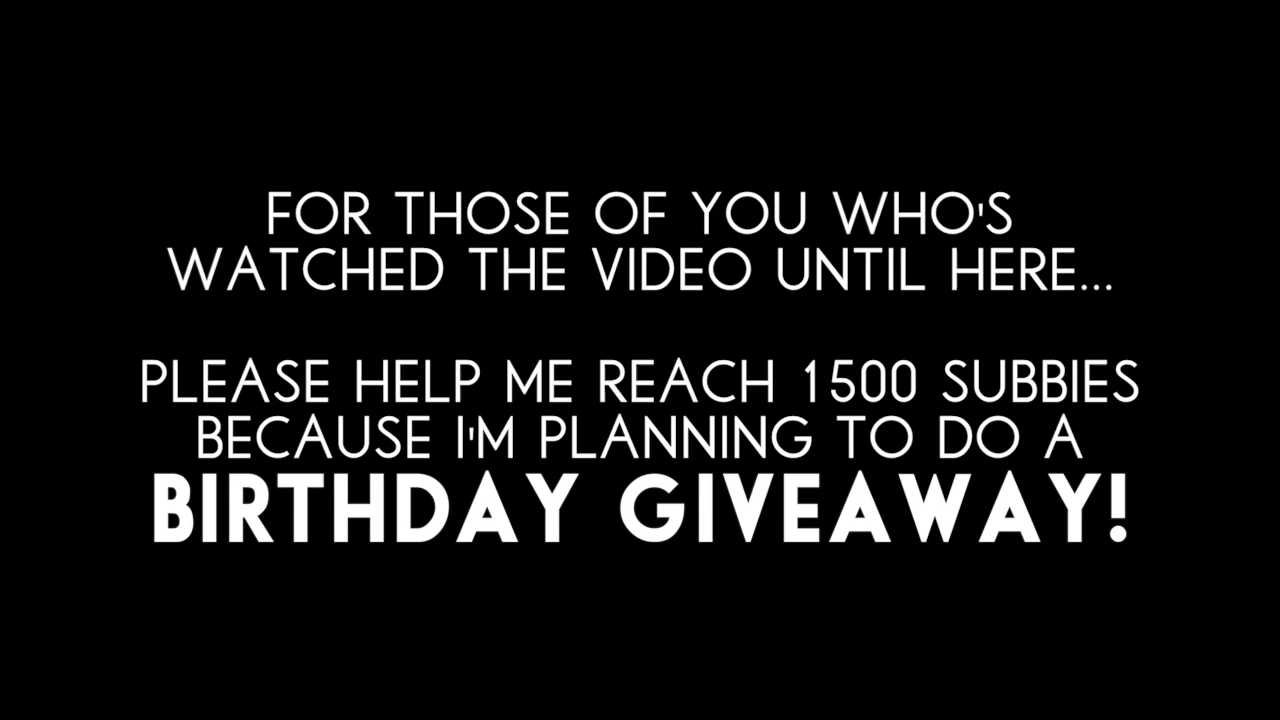 FOR THOSE OF YOU WHO'S
WATCHED THE VIDEO UNTIL HERE...
PLEASE HELP ME REACH 1500 SUBBIES
BECAUSE I'M PLANNING TO DO A
BIRTHDAY GIVEAWAY!